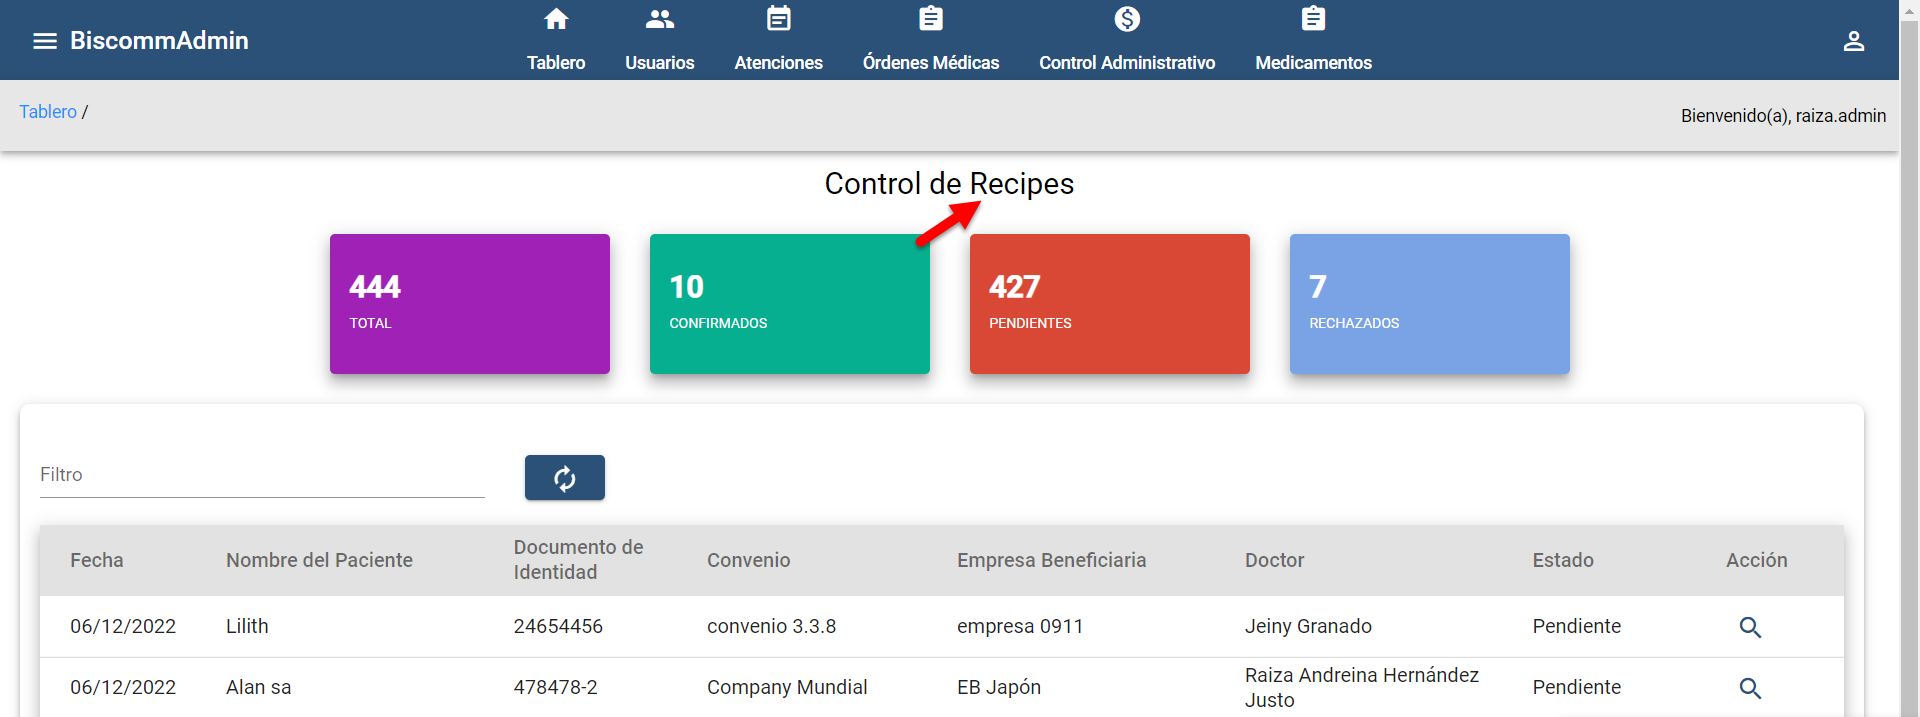 BiscommAdmin
Tablero
Usuarios
Atenciones
Órdenes Médicas
Control Administrativo
Medicamentos
Tablero /
Bienvenido(a), raiza.admin
Control de Recipes
444
TOTAL
10
CONFIRMADOS
427
PENDIENTES
7
RECHAZADOS
Filtro
Fecha
Nombre del Paciente
Documento de
Identidad
Convenio
Empresa Beneficiaria
Doctor
Estado
Acción
06/12/2022
Lilith
24654456
convenio 3.3.8
empresa 0911
Jeiny Granado
Pendiente
06/12/2022
Alan sa
478478-2
Company Mundial
EB Japón
Raiza Andreina Hernández
Justo
Pendiente